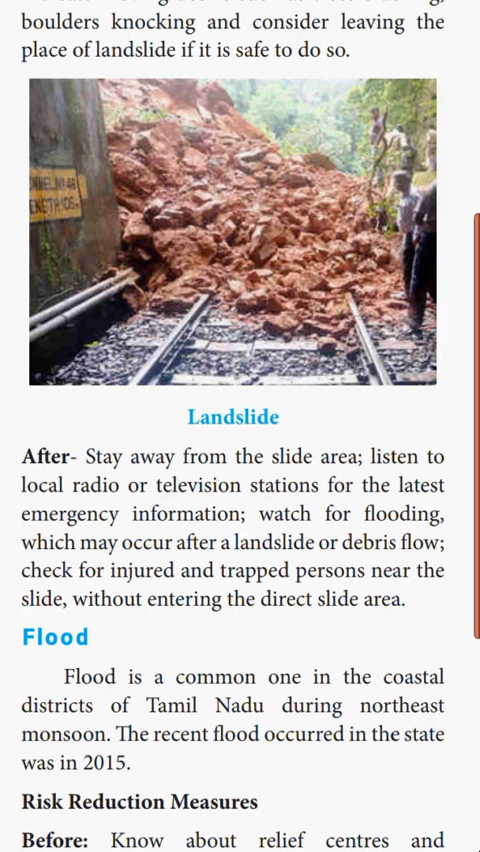 boulders knocking and consider leaving the
place of landslide if it is safe to do so.
Landslide
After- Stay away from the slide area; listen to
local radio or television stations for the latest
emergency information; watch for flooding,
which may occur after a landslide or debris flow;
check for injured and trapped persons near the
slide, without entering the direct slide area.
Flood
Flood is a common one in the coastal
districts of Tamil Nadu during northeast
monsoon. The recent flood occurred in the state
was in 2015.
Risk Reduction Measures
Before: Know about relief centres and